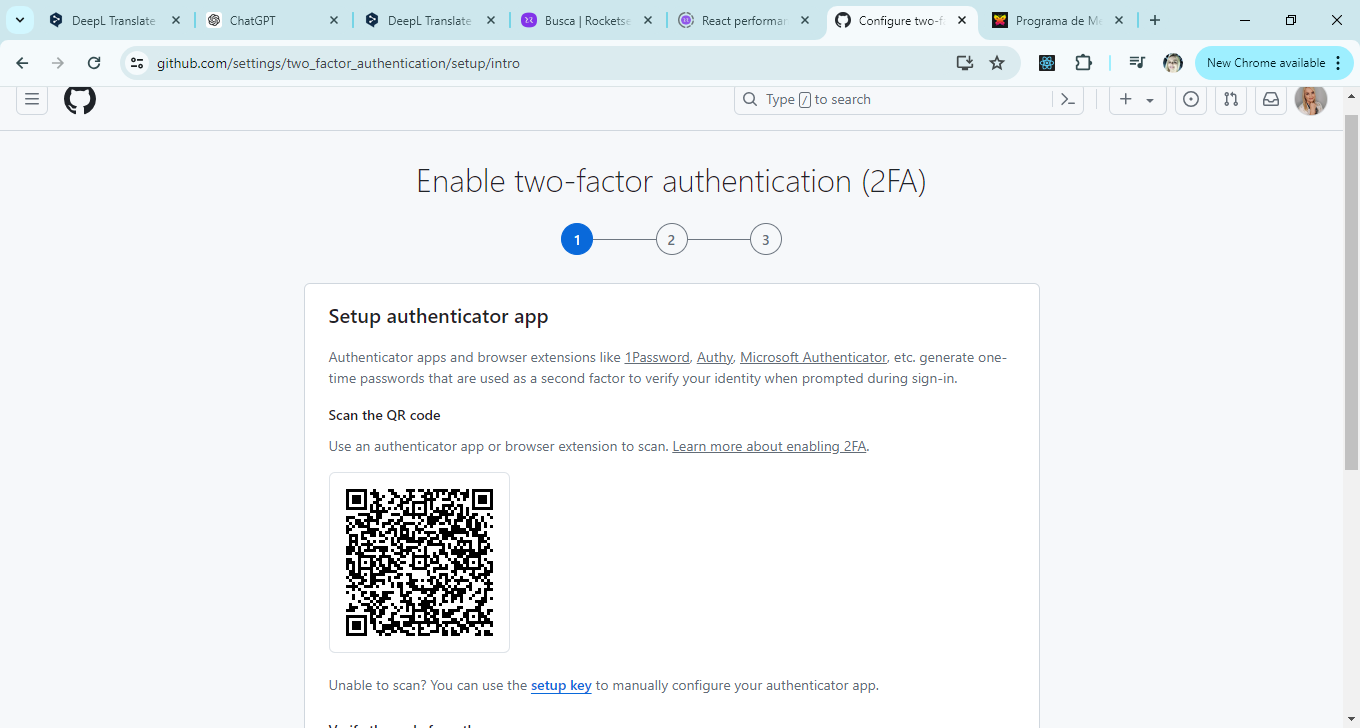 DeepL Translate
ChatGPT
DeepL Translate
Busca | Rocketse
React performan
Configure two-f
Programa de Me
github.com/settings/two_factor_authentication/setup/intro
New Chrome available
Type / to search
Enable two-factor authentication (2FA)
1
2
3
Setup authenticator app
Authenticator apps and browser extensions like 1Password, Authy, Microsoft Authenticator, etc. generate one-
time passwords that are used as a second factor to verify your identity when prompted during sign-in.
Scan the QR code
Use an authenticator app or browser extension to scan. Learn more about enabling 2FA.
Unable to scan? You can use the setup key to manually configure your authenticator app.